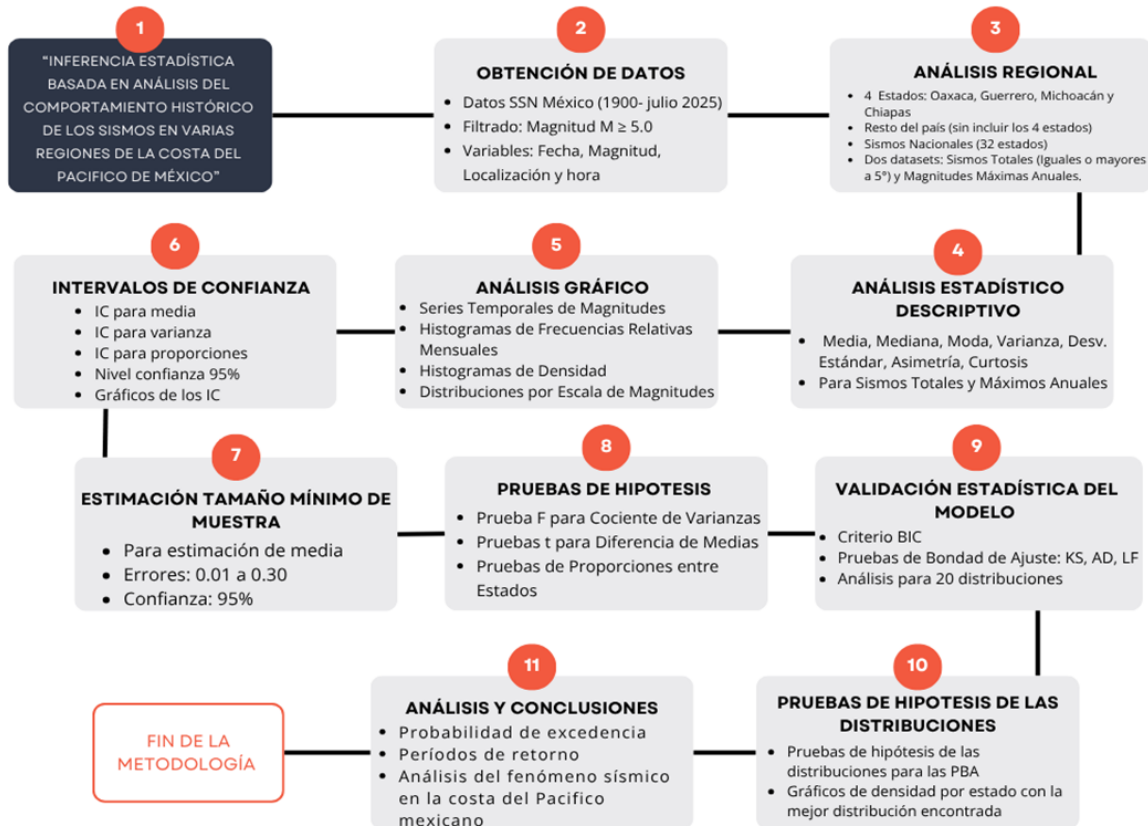 1
"INFERENCIA ESTADÍSTICA
BASADA EN ANÁLISIS DEL
COMPORTAMIENTO HISTÓRICO
DE LOS SISMOS EN VARIAS
REGIONES DE LA COSTA DEL
PACIFICO DE MÉXICO"
2
OBTENCIÓN DE DATOS
• Datos SSN México (1900- julio 2025)
• Filtrado: Magnitud M ≥ 5.0
• Variables: Fecha, Magnitud,
Localización y hora
3
ANÁLISIS REGIONAL
• 4 Estados: Oaxaca, Guerrero, Michoacán y
Chiapas
• Resto del país (sin incluir los 4 estados)
• Sismos Nacionales (32 estados)
• Dos datasets: Sismos Totales (Iguales o mayores
a 5°) y Magnitudes Máximas Anuales.
4
ANÁLISIS ESTADÍSTICO
DESCRIPTIVO
• Media, Mediana, Moda, Varianza, Desv.
Estándar, Asimetría, Curtosis
• Para Sismos Totales y Máximos Anuales
5
ANÁLISIS GRÁFICO
• Series Temporales de Magnitudes
• Histogramas de Frecuencias Relativas
Mensuales
• Histogramas de Densidad
• Distribuciones por Escala de Magnitudes
6
INTERVALOS DE CONFIANZA
• IC para media
• IC para varianza
• IC para proporciones
• Nivel confianza 95%
• Gráficos de los IC
7
ESTIMACIÓN TAMAÑO MÍNIMO DE
MUESTRA
• Para estimación de media
• Errores: 0.01 a 0.30
• Confianza: 95%
8
PRUEBAS DE HIPOTESIS
• Prueba F para Cociente de Varianzas
• Pruebas t para Diferencia de Medias
• Pruebas de Proporciones entre
Estados
9
VALIDACIÓN ESTADÍSTICA DEL
MODELO
• Criterio BIC
• Pruebas de Bondad de Ajuste: KS, AD, LF
• Análisis para 20 distribuciones
10
PRUEBAS DE HIPOTESIS DE LAS
DISTRIBUCIONES
• Pruebas de hipótesis de las
distribuciones para las PBA
• Gráficos de densidad por estado con la
mejor distribución encontrada
11
ANÁLISIS Y CONCLUSIONES
• Probabilidad de excedencia
• Períodos de retorno
• Análisis del fenómeno sísmico
en la costa del Pacifico
mexicano
FIN DE LA
METODOLOGÍA